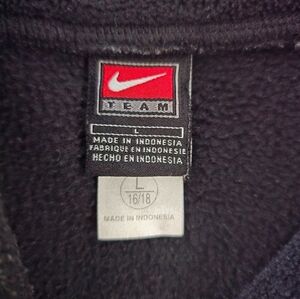 TEAM
L
MADE IN INDONESIA
FABRIQUE EN INDONESIE
HECHO EN INDONESIA
L
16/18
MADE IN INDONESIA